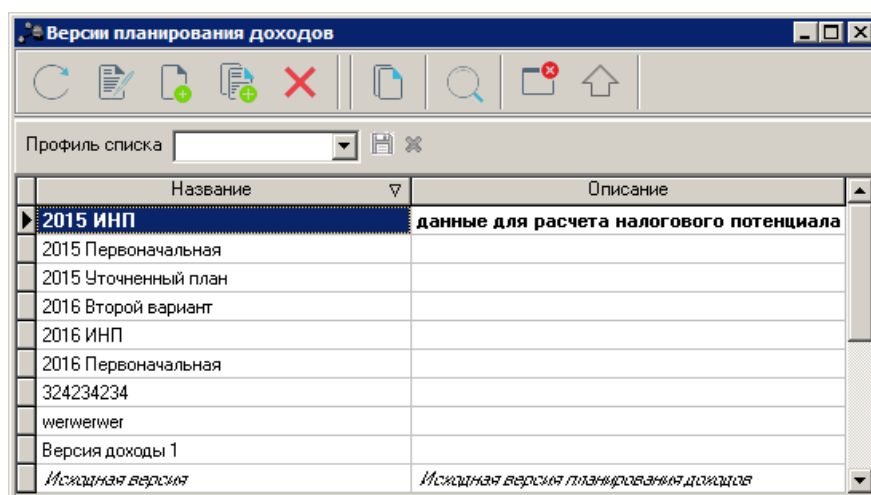 Версии планирования доходов
Профиль списка
Название Описание
2015 ИНП данные для расчета налогового потенциала
2015 Первоначальная
2015 Уточненный план
2016 Второй вариант
2016 ИНП
2016 Первоначальная
324234234
werwerwer
Версия доходы 1
Исходная версия Исходная версия планирования доходов